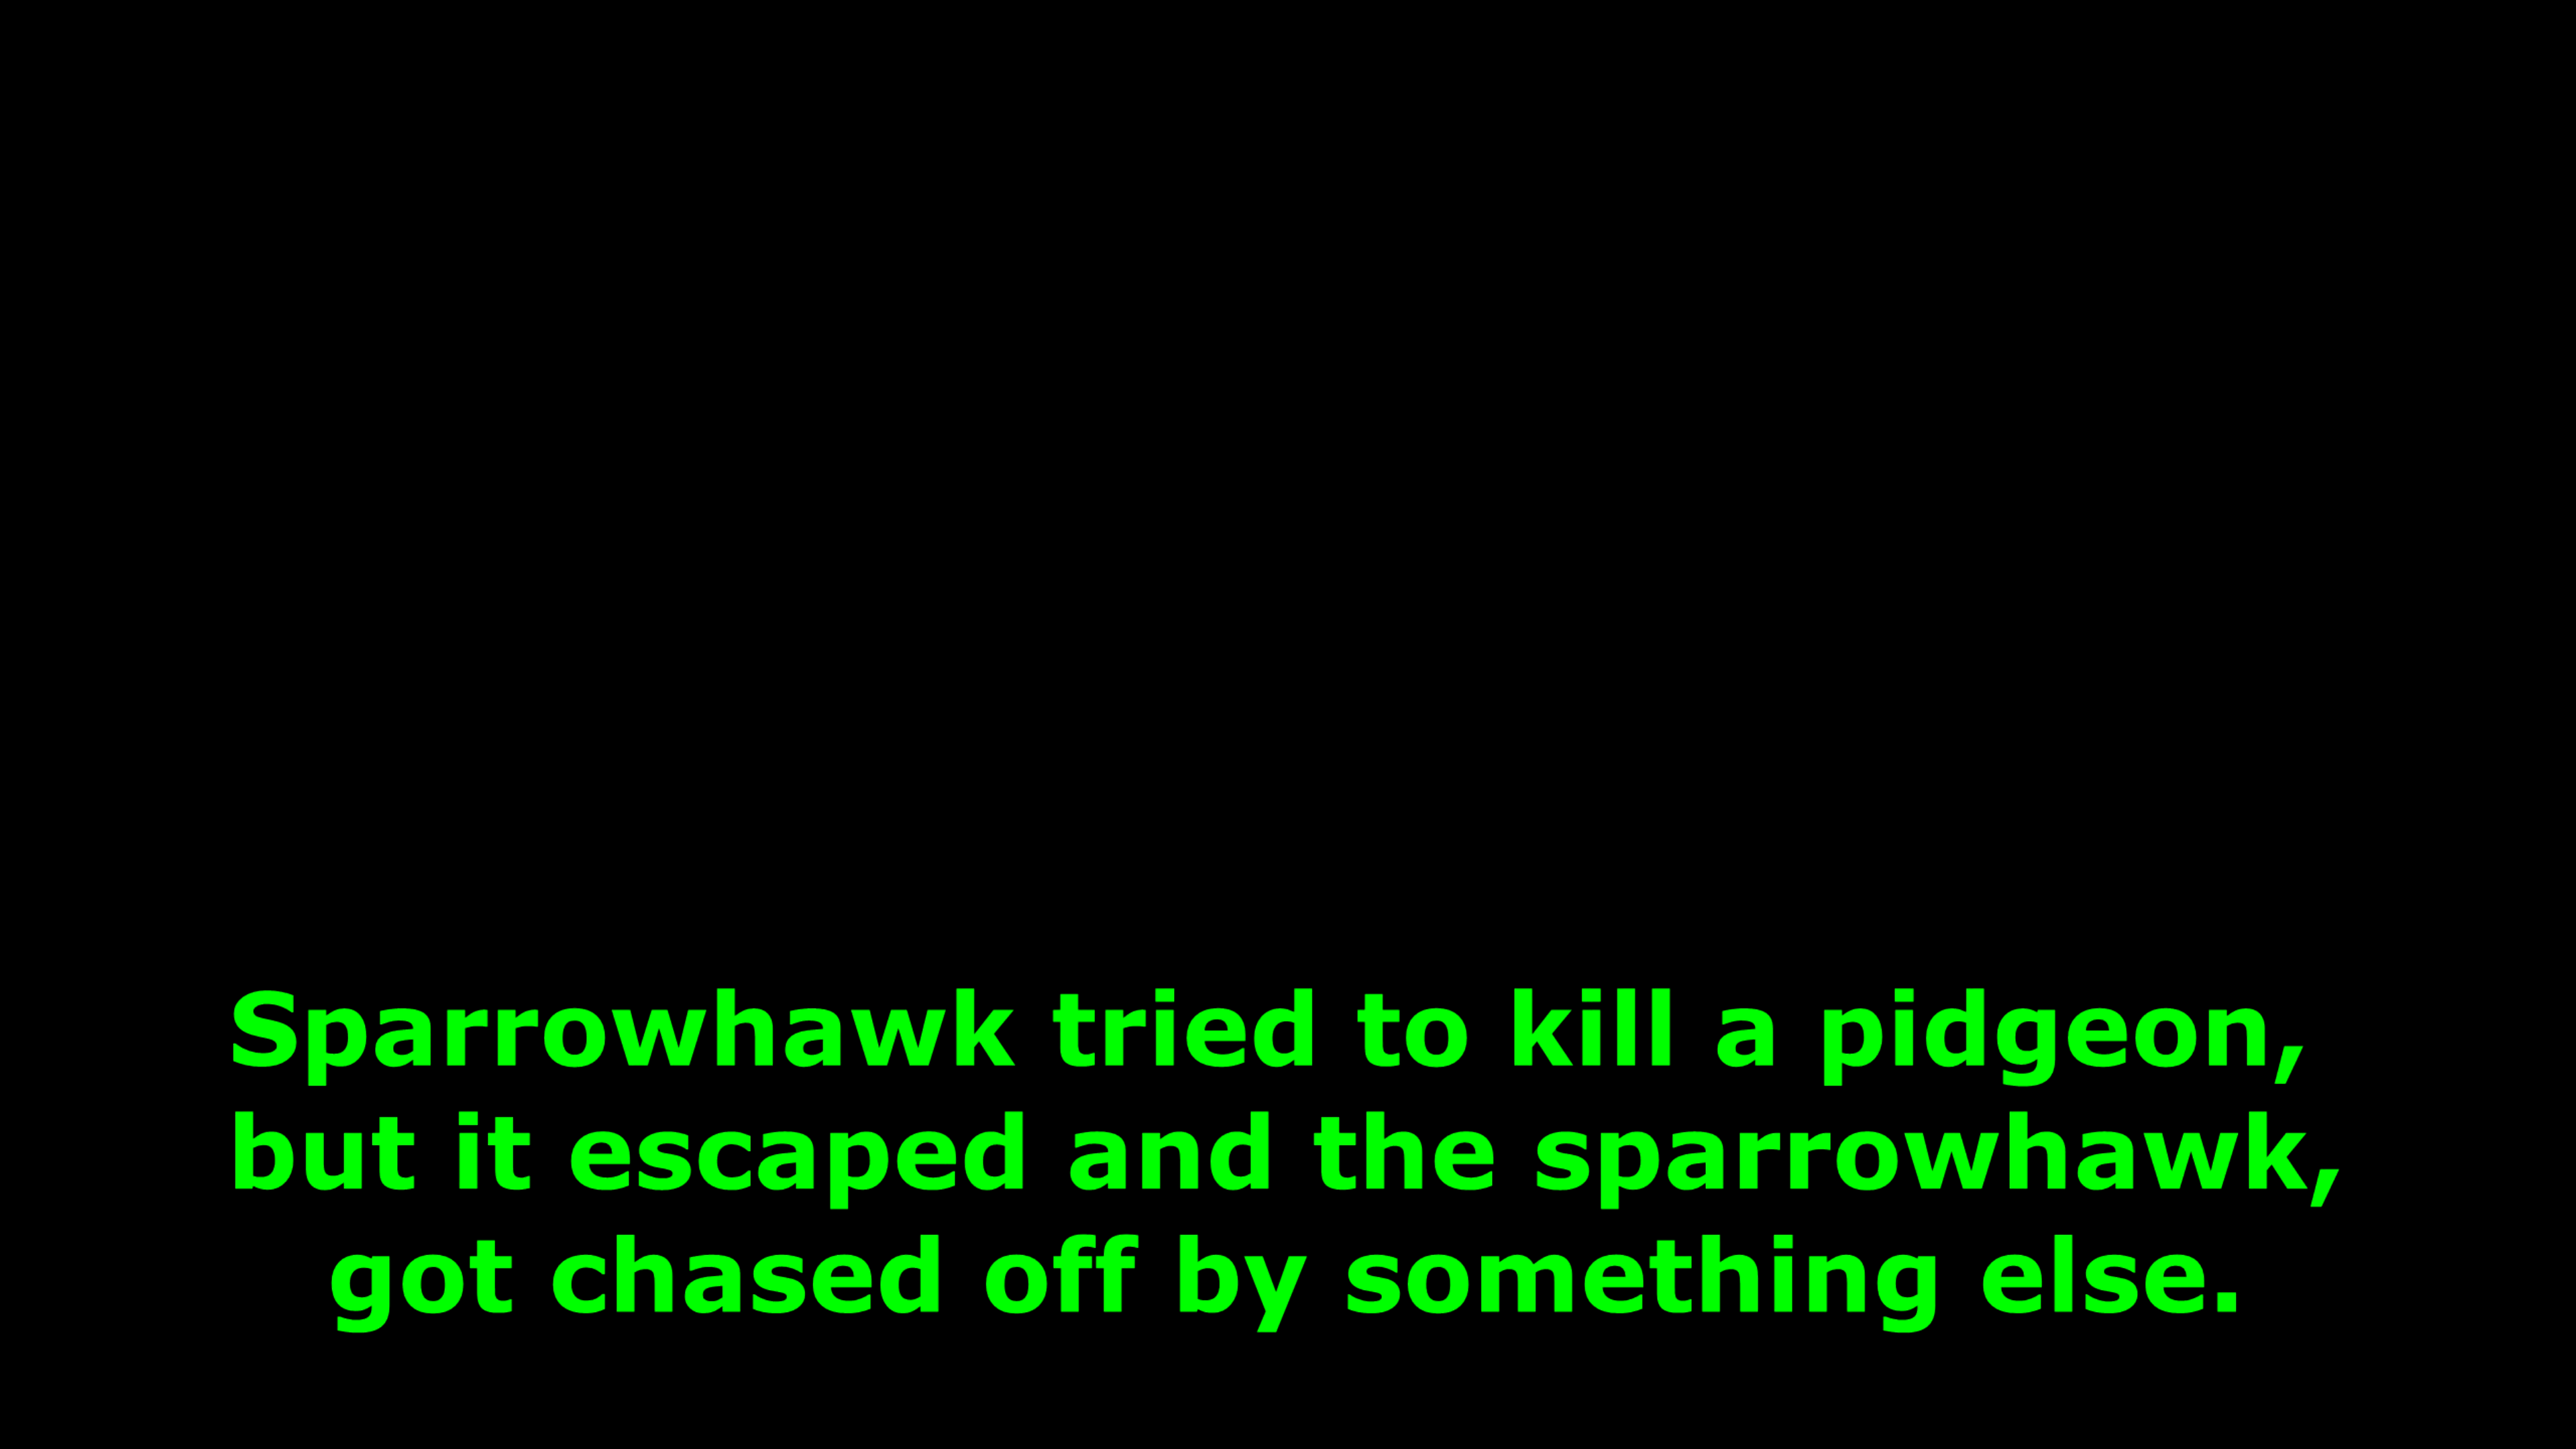 Sparrowhawk tried to kill a pidgeon,
but it escaped and the sparrowhawk,
got chased off by something else.